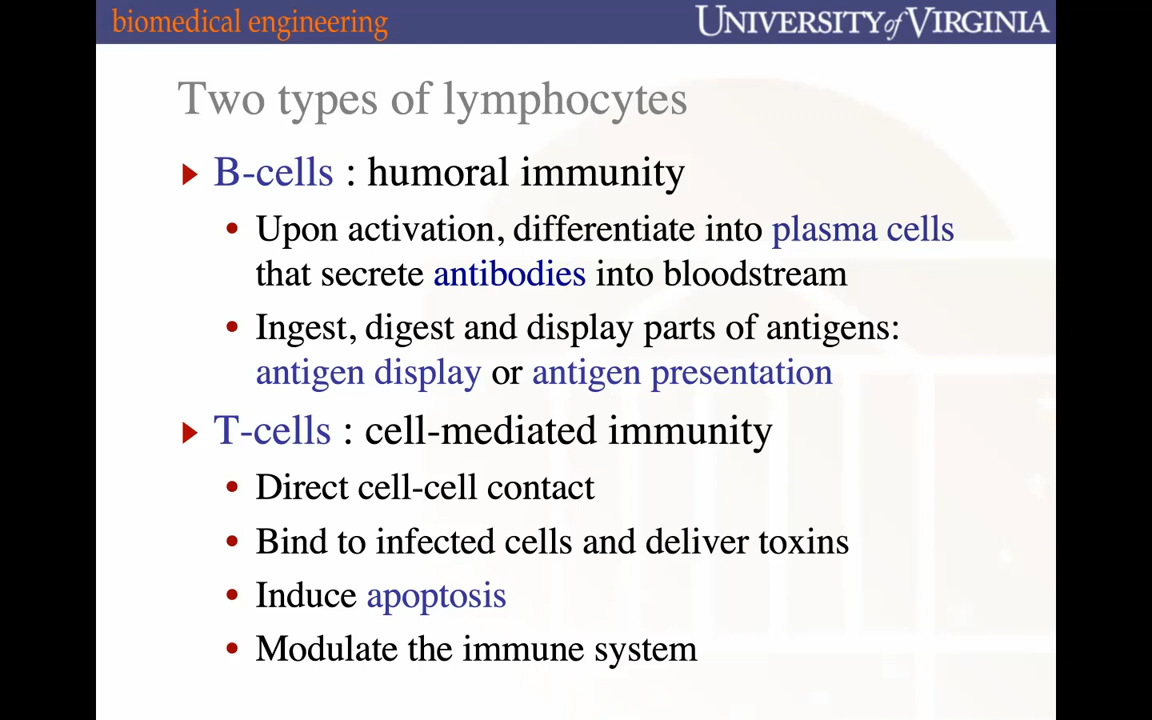 biomedical engineering
UNIVERSITY of VIRGINIA
Two types of lymphocytes
B-cells : humoral immunity
• Upon activation, differentiate into plasma cells
that secrete antibodies into bloodstream
• Ingest, digest and display parts of antigens:
antigen display or antigen presentation
T-cells : cell-mediated immunity
• Direct cell-cell contact
• Bind to infected cells and deliver toxins
• Induce apoptosis
• Modulate the immune system